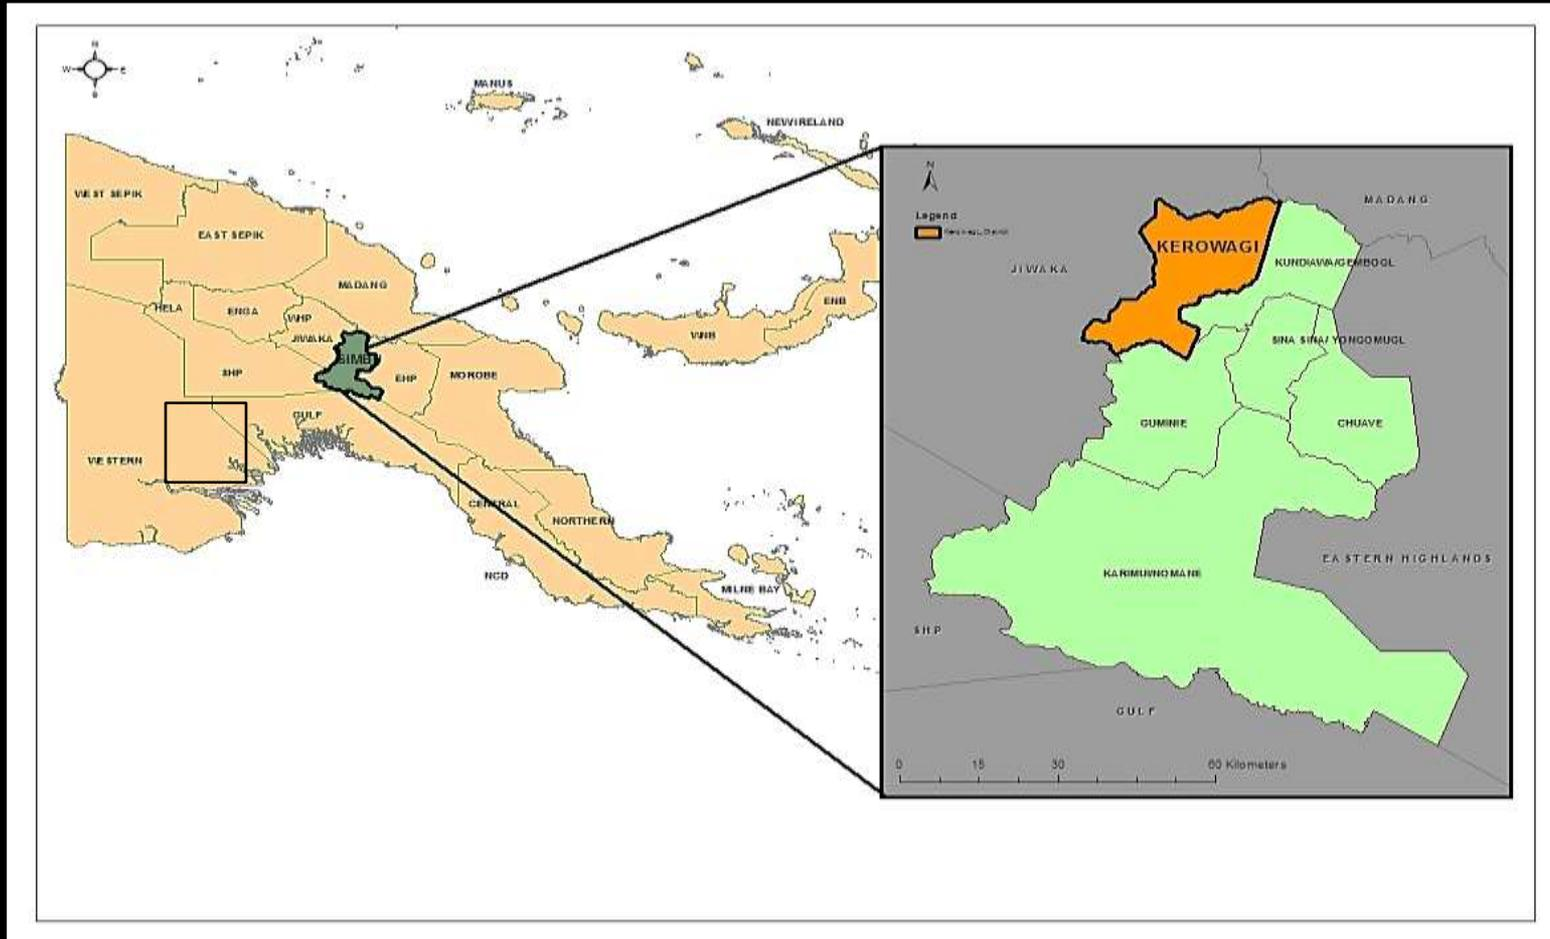 N
W
E
S
MANUS
NEW IRELAND
WEST SEPIK
EAST SEPIK
MADANG
HELA
ENGA
WHP
JIWAKA
SIMBU
SHP
EHP
MOROBE
WNB
ENB
GULF
WESTERN
CENTRAL
NORTHERN
NCD
MILNE BAY
N
Legend
Kerowagi_District
MADANG
JIWAKA
KEROWAGI
KUNDIAWA/GEMBOGL
SINA SINA/ YONGOMUGL
GUMINIE
CHUAVE
EASTERN HIGHLANDS
KARIMUI/NOMANE
SHP
GULF
0 15 30 60 Kilometers